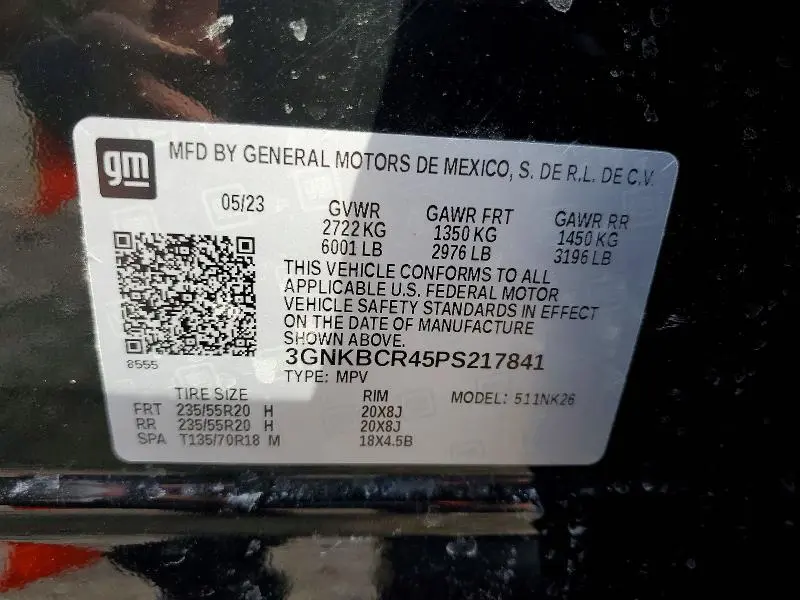 gm
MFD BY GENERAL MOTORS DE MEXICO, S. DE R.L. DE C.V.
05/23 GVWR GAWR FRT GAWR RR
2722 KG 1350 KG 1450 KG
6001 LB 2976 LB 3196 LB
THIS VEHICLE CONFORMS TO ALL
APPLICABLE U.S. FEDERAL MOTOR
VEHICLE SAFETY STANDARDS IN EFFECT
ON THE DATE OF MANUFACTURE
SHOWN ABOVE.
8555 3GNKBCR45PS217841
TYPE: MPV
TIRE SIZE RIM MODEL: 511NK26
FRT 235/55R20 H 20X8J
RR 235/55R20 H 20X8J
SPA T135/70R18 M 18X4.5B